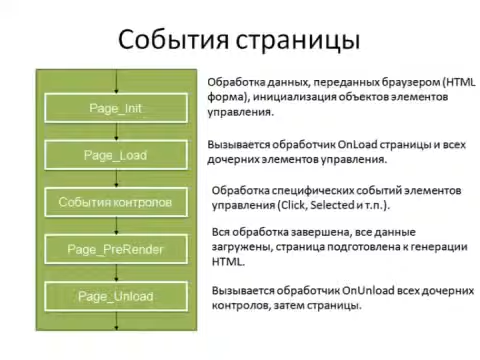 События страницы
Page_Init
Обработка данных, переданных браузером (HTML
форма), инициализация объектов элементов
управления.
Page_Load
Вызывается обработчик OnLoad страницы и всех
дочерних элементов управления.
События контролов
Обработка специфических событий элементов
управления (Click, Selected и т.п.).
Page_PreRender
Вся обработка завершена, все данные
загружены, страница подготовлена к генерации
HTML.
Page_Unload
Вызывается обработчик OnUnload всех дочерних
контролов, затем страницы.